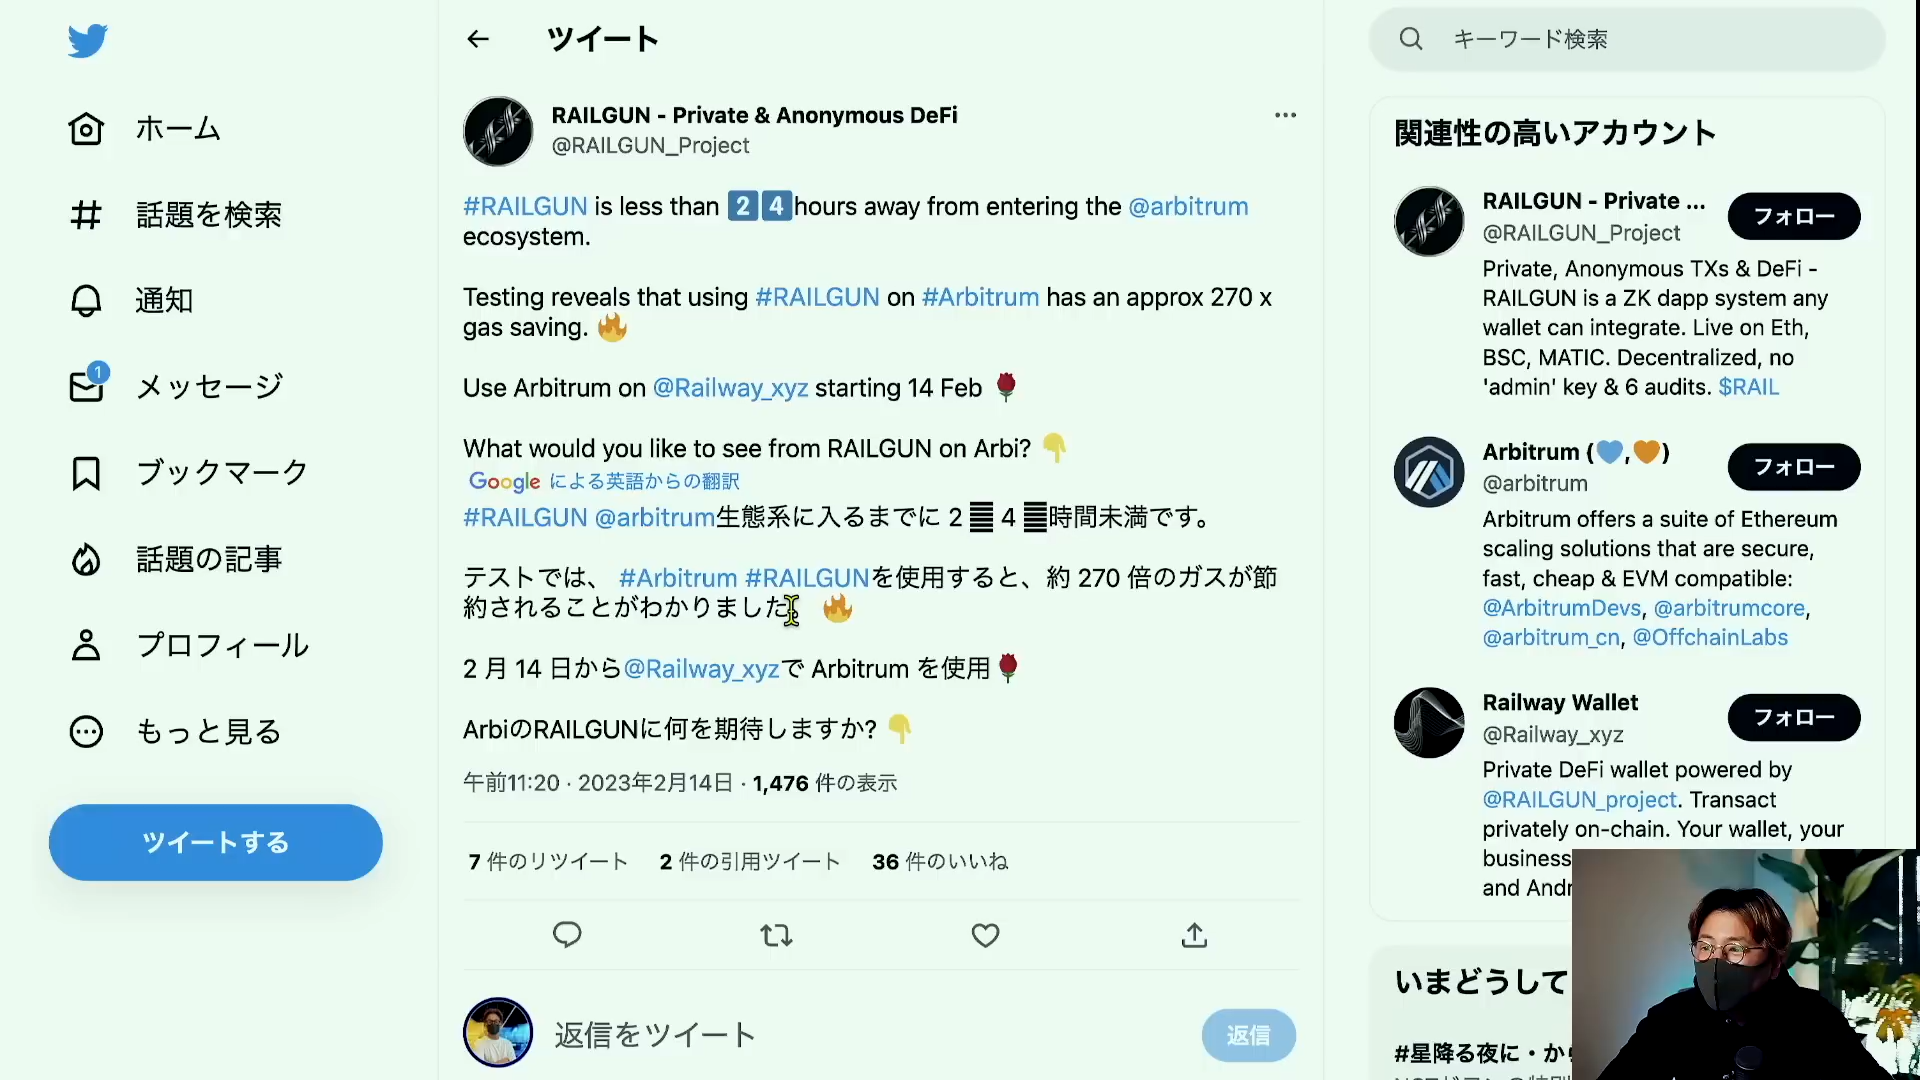 ツイート
キーワード検索
ホーム
話題を検索
通知
1
メッセージ
ブックマーク
話題の記事
プロフィール
もっと見る
ツイートする
RAILGUN - Private & Anonymous DeFi
@RAILGUN_Project
#RAILGUN is less than 2️⃣4️⃣hours away from entering the @arbitrum
ecosystem.
Testing reveals that using #RAILGUN on #Arbitrum has an approx 270 x
gas saving. 🔥
Use Arbitrum on @Railway_xyz starting 14 Feb 🌹
What would you like to see from RAILGUN on Arbi? 👇
Google による英語からの翻訳
#RAILGUN @arbitrum生態系に入るまでに 2 4 時間未満です。
テストでは、 #Arbitrum #RAILGUNを使用すると、約 270 倍のガスが節
約されることがわかりました 🔥
2 月 14 日から@Railway_xyzで Arbitrum を使用🌹
ArbiのRAILGUNに何を期待しますか? 👇
午前11:20 · 2023年2月14日 · 1,476 件の表示
7 件のリツイート 2 件の引用ツイート 36 件のいいね
返信をツイート
返信
関連性の高いアカウント
RAILGUN - Private ...
@RAILGUN_Project
フォロー
Private, Anonymous TXs & DeFi -
RAILGUN is a ZK dapp system any
wallet can integrate. Live on Eth,
BSC, MATIC. Decentralized, no
'admin' key & 6 audits. $RAIL
Arbitrum (💙,🧡)
@arbitrum
フォロー
Arbitrum offers a suite of Ethereum
scaling solutions that are secure,
fast, cheap & EVM compatible:
@ArbitrumDevs, @arbitrumcore,
@arbitrum_cn, @OffchainLabs
Railway Wallet
@Railway_xyz
フォロー
Private DeFi wallet powered by
@RAILGUN_project. Transact
privately on-chain. Your wallet, your
business
and Andr
いまどうして
#星降る夜に・か